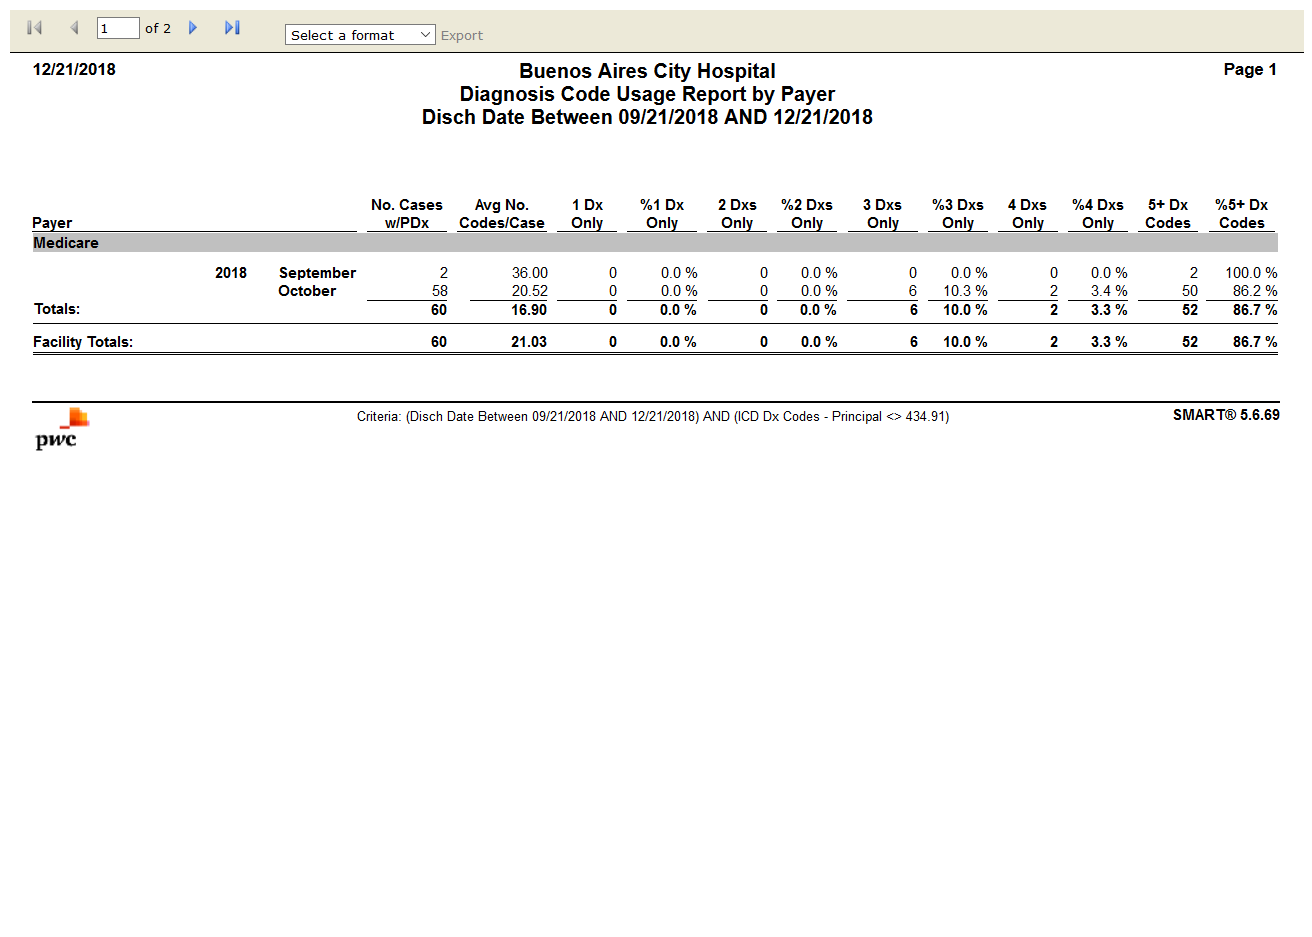 1 of 2 Select a format Export
12/21/2018 Buenos Aires City Hospital Page 1
Diagnosis Code Usage Report by Payer
Disch Date Between 09/21/2018 AND 12/21/2018
No. Cases Avg No. 1 Dx %1 Dx 2 Dxs %2 Dxs 3 Dxs %3 Dxs 4 Dxs %4 Dxs 5+ Dx %5+ Dx
Payer w/PDx Codes/Case Only Only Only Only Only Only Only Only Codes Codes
Medicare
2018 September 2 36.00 0 0.0 % 0 0.0 % 0 0.0 % 0 0.0 % 2 100.0 %
October 58 20.52 0 0.0 % 0 0.0 % 6 10.3 % 2 3.4 % 50 86.2 %
Totals: 60 16.90 0 0.0 % 0 0.0 % 6 10.0 % 2 3.3 % 52 86.7 %
Facility Totals: 60 21.03 0 0.0 % 0 0.0 % 6 10.0 % 2 3.3 % 52 86.7 %
Criteria: (Disch Date Between 09/21/2018 AND 12/21/2018) AND (ICD Dx Codes - Principal <> 434.91) SMART® 5.6.69
pwc